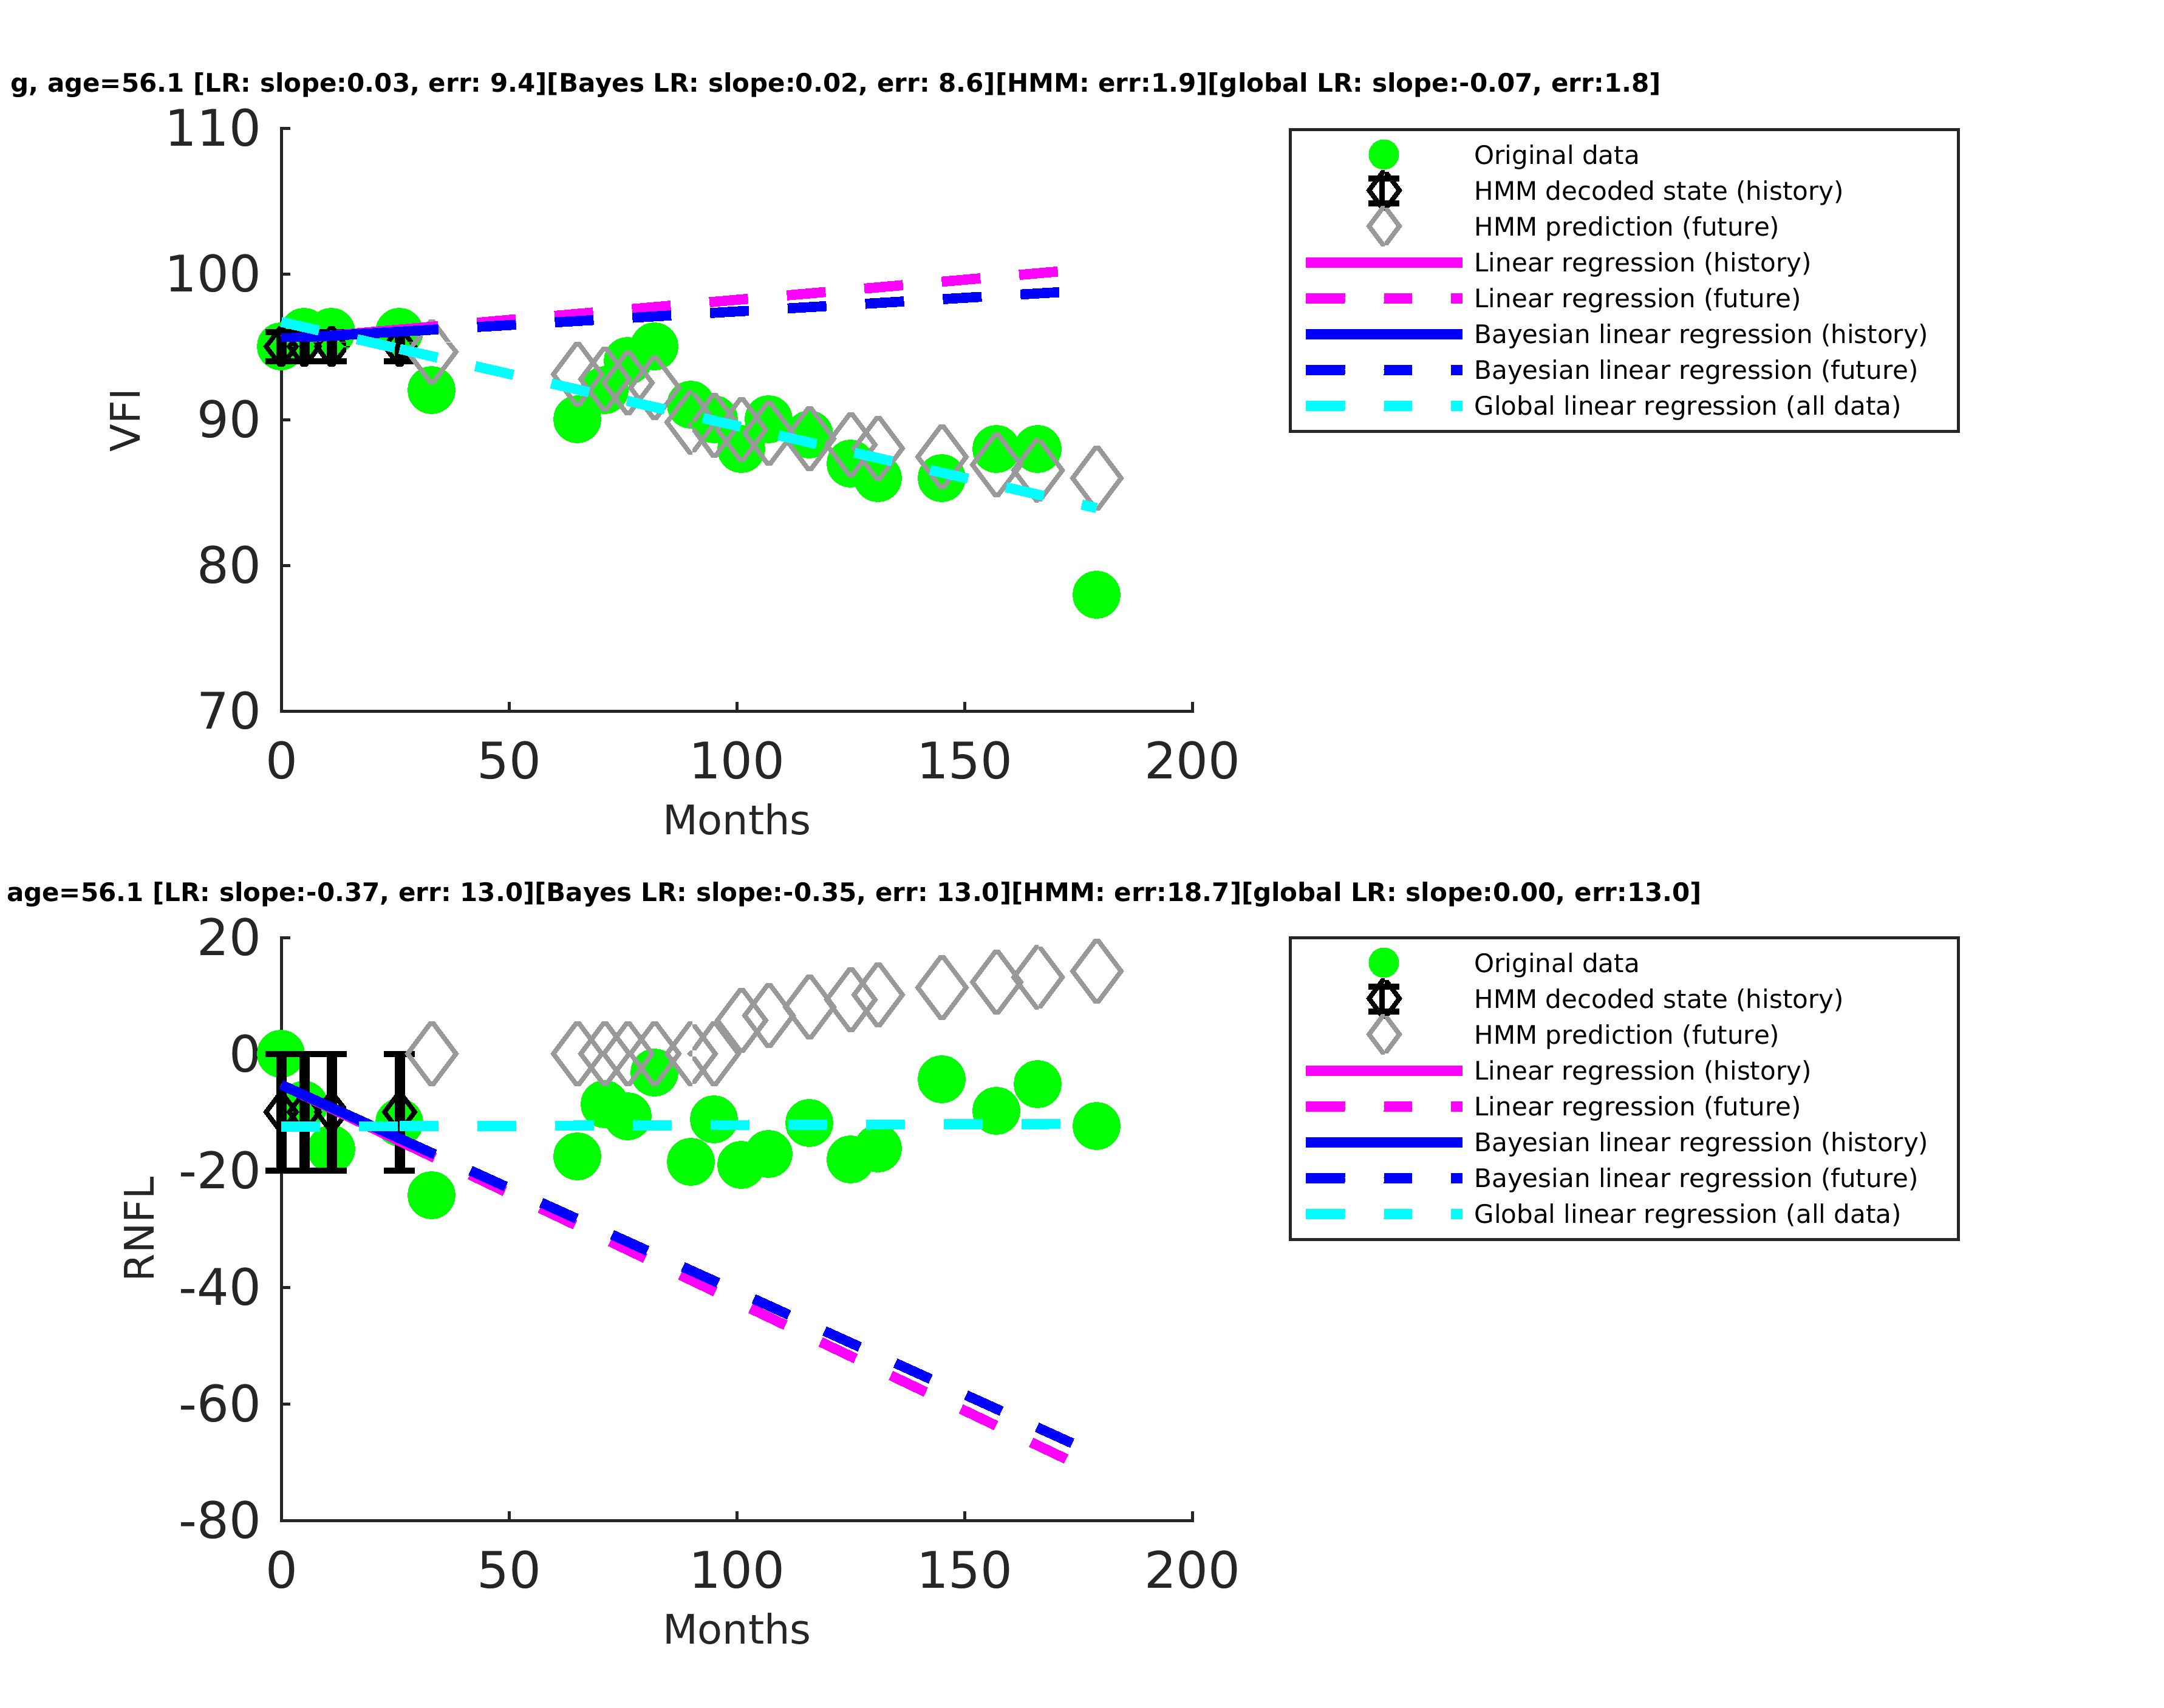 g, age=56.1 [LR: slope:0.03, err: 9.4][Bayes LR: slope:0.02, err: 8.6][HMM: err:1.9][global LR: slope:-0.07, err:1.8]
110
100
90
80
70
VFI
0 50 100 150 200
Months
Original data
HMM decoded state (history)
HMM prediction (future)
Linear regression (history)
Linear regression (future)
Bayesian linear regression (history)
Bayesian linear regression (future)
Global linear regression (all data)
age=56.1 [LR: slope:-0.37, err: 13.0][Bayes LR: slope:-0.35, err: 13.0][HMM: err:18.7][global LR: slope:0.00, err:13.0]
20
0
-20
-40
-60
-80
RNFL
0 50 100 150 200
Months
Original data
HMM decoded state (history)
HMM prediction (future)
Linear regression (history)
Linear regression (future)
Bayesian linear regression (history)
Bayesian linear regression (future)
Global linear regression (all data)